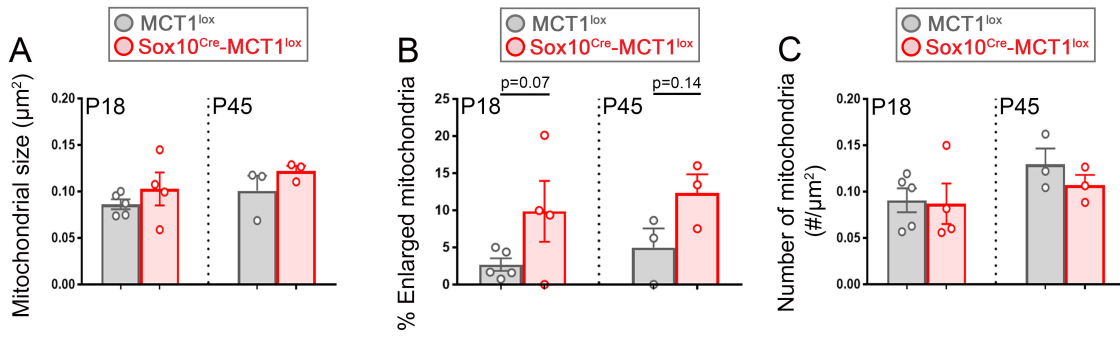 A
MCT1lox
Sox10Cre-MCT1lox
Mitochondrial size (µm²)
0.20
0.15
0.10
0.05
0.00
P18
P45
B
MCT1lox
Sox10Cre-MCT1lox
% Enlarged mitochondria
25
20
15
10
5
0
P18
p=0.07
P45
p=0.14
C
MCT1lox
Sox10Cre-MCT1lox
Number of mitochondria
(#/µm²)
0.20
0.15
0.10
0.05
0.00
P18
P45